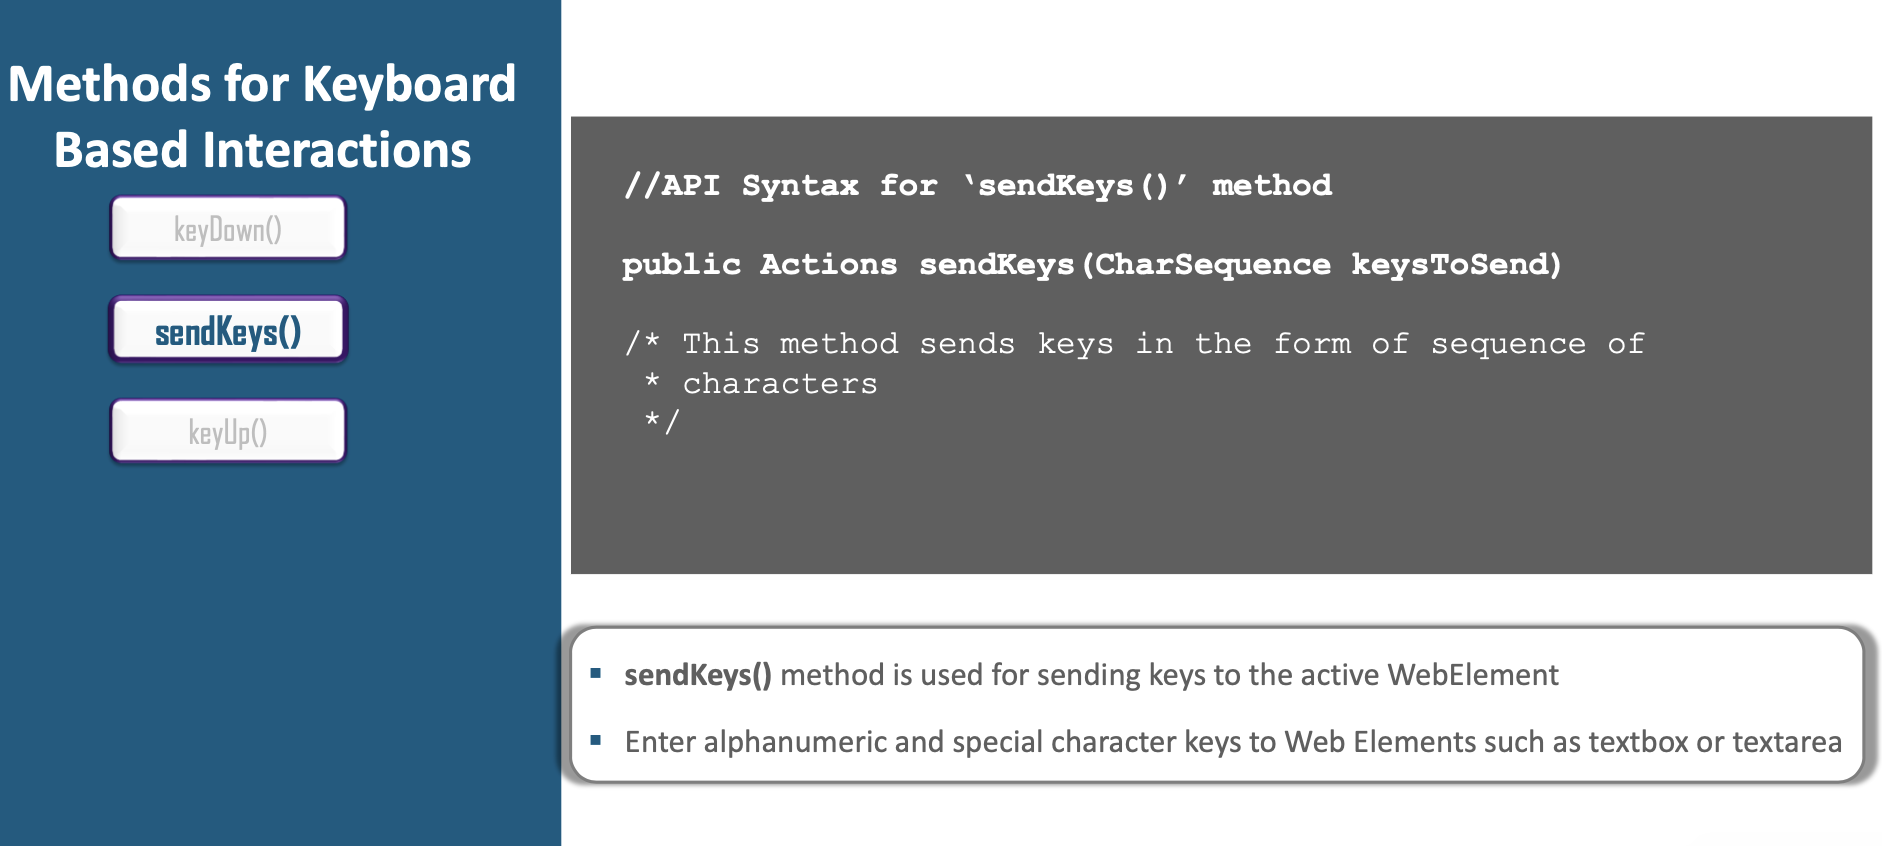 Methods for Keyboard
Based Interactions
keyDown()
sendKeys()
keyUp()
//API Syntax for ‘sendKeys()’ method
public Actions sendKeys(CharSequence keysToSend)
/* This method sends keys in the form of sequence of
* characters
*/
▪ sendKeys() method is used for sending keys to the active WebElement
▪ Enter alphanumeric and special character keys to Web Elements such as textbox or textarea